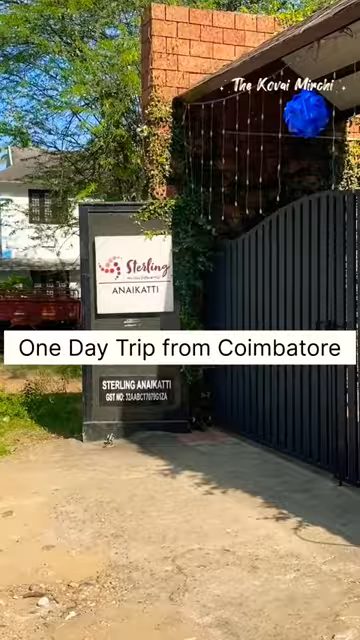 The Kovai Mirchi
Sterling
ANAIKATTI
One Day Trip from Coimbatore
STERLING ANAIKATTI